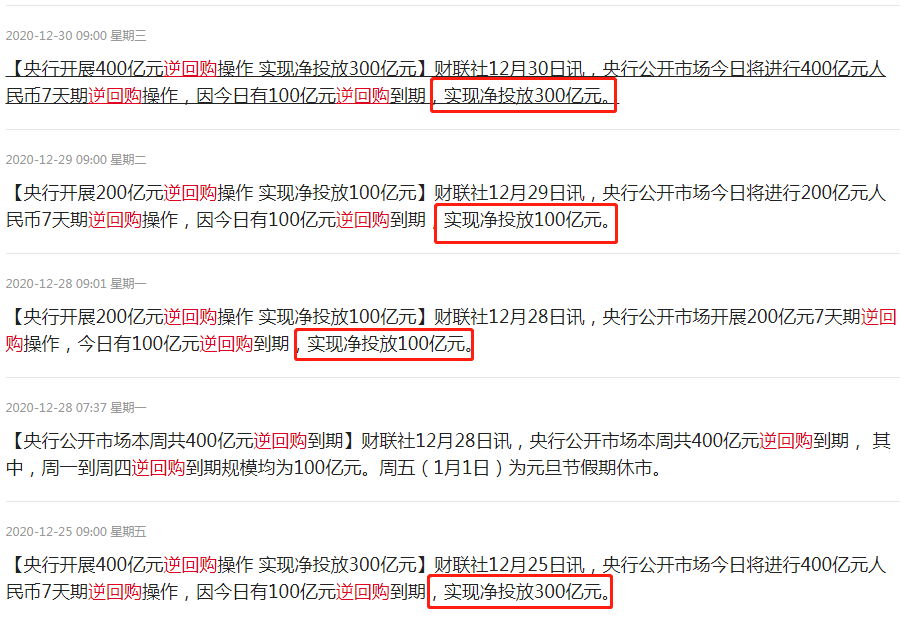 2020-12-30 09:00 星期三
【央行开展400亿元逆回购操作 实现净投放300亿元】财联社12月30日讯，央行公开市场今日将进行400亿元人
民币7天期逆回购操作，因今日有100亿元逆回购到期，实现净投放300亿元。
2020-12-29 09:00 星期二
【央行开展200亿元逆回购操作 实现净投放100亿元】财联社12月29日讯，央行公开市场今日将进行200亿元人
民币7天期逆回购操作，因今日有100亿元逆回购到期，实现净投放100亿元。
2020-12-28 09:01 星期一
【央行开展200亿元逆回购操作 实现净投放100亿元】财联社12月28日讯，央行公开市场开展200亿元7天期逆回
购操作，今日有100亿元逆回购到期，实现净投放100亿元。
2020-12-28 07:37 星期一
【央行公开市场本周共400亿元逆回购到期】财联社12月28日讯，央行公开市场本周共400亿元逆回购到期， 其
中，周一到周四逆回购到期规模均为100亿元。周五（1月1日）为元旦节假期休市。
2020-12-25 09:00 星期五
【央行开展400亿元逆回购操作 实现净投放300亿元】财联社12月25日讯，央行公开市场今日将进行400亿元人
民币7天期逆回购操作，因今日有100亿元逆回购到期，实现净投放300亿元。